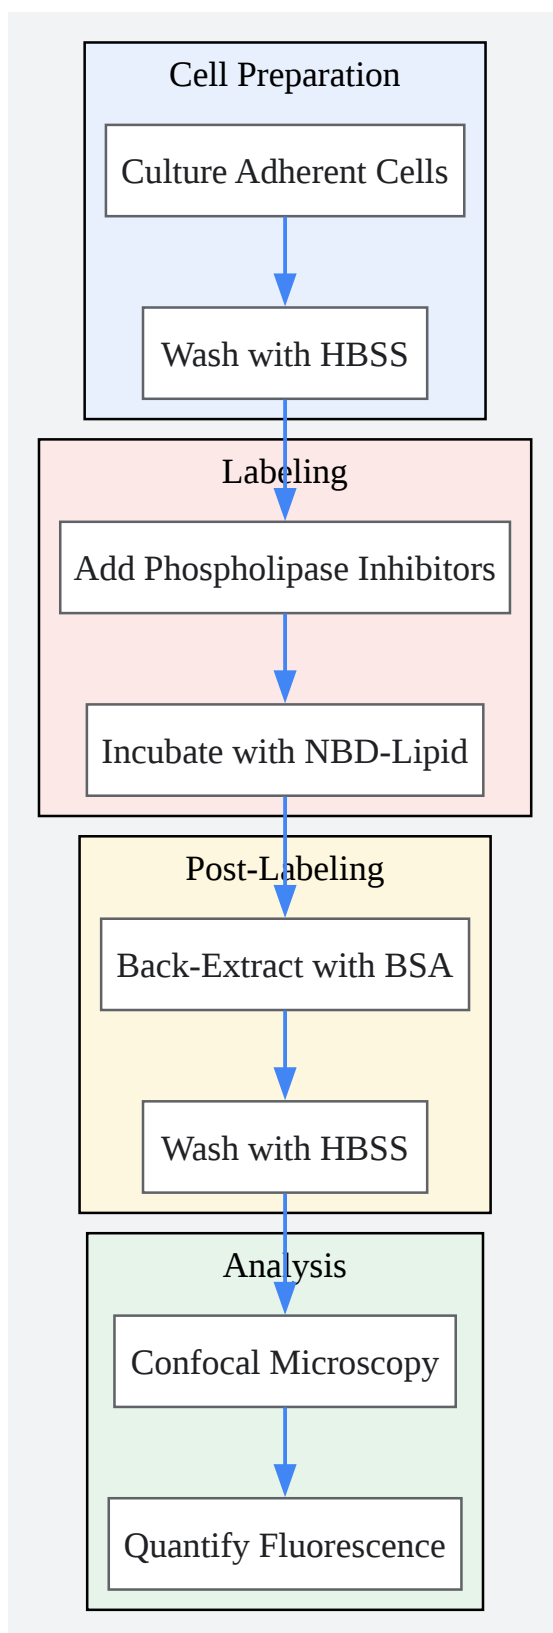 Cell Preparation
Culture Adherent Cells
Wash with HBSS
Labeling
Add Phospholipase Inhibitors
Incubate with NBD-Lipid
Post-Labeling
Back-Extract with BSA
Wash with HBSS
Analysis
Confocal Microscopy
Quantify Fluorescence